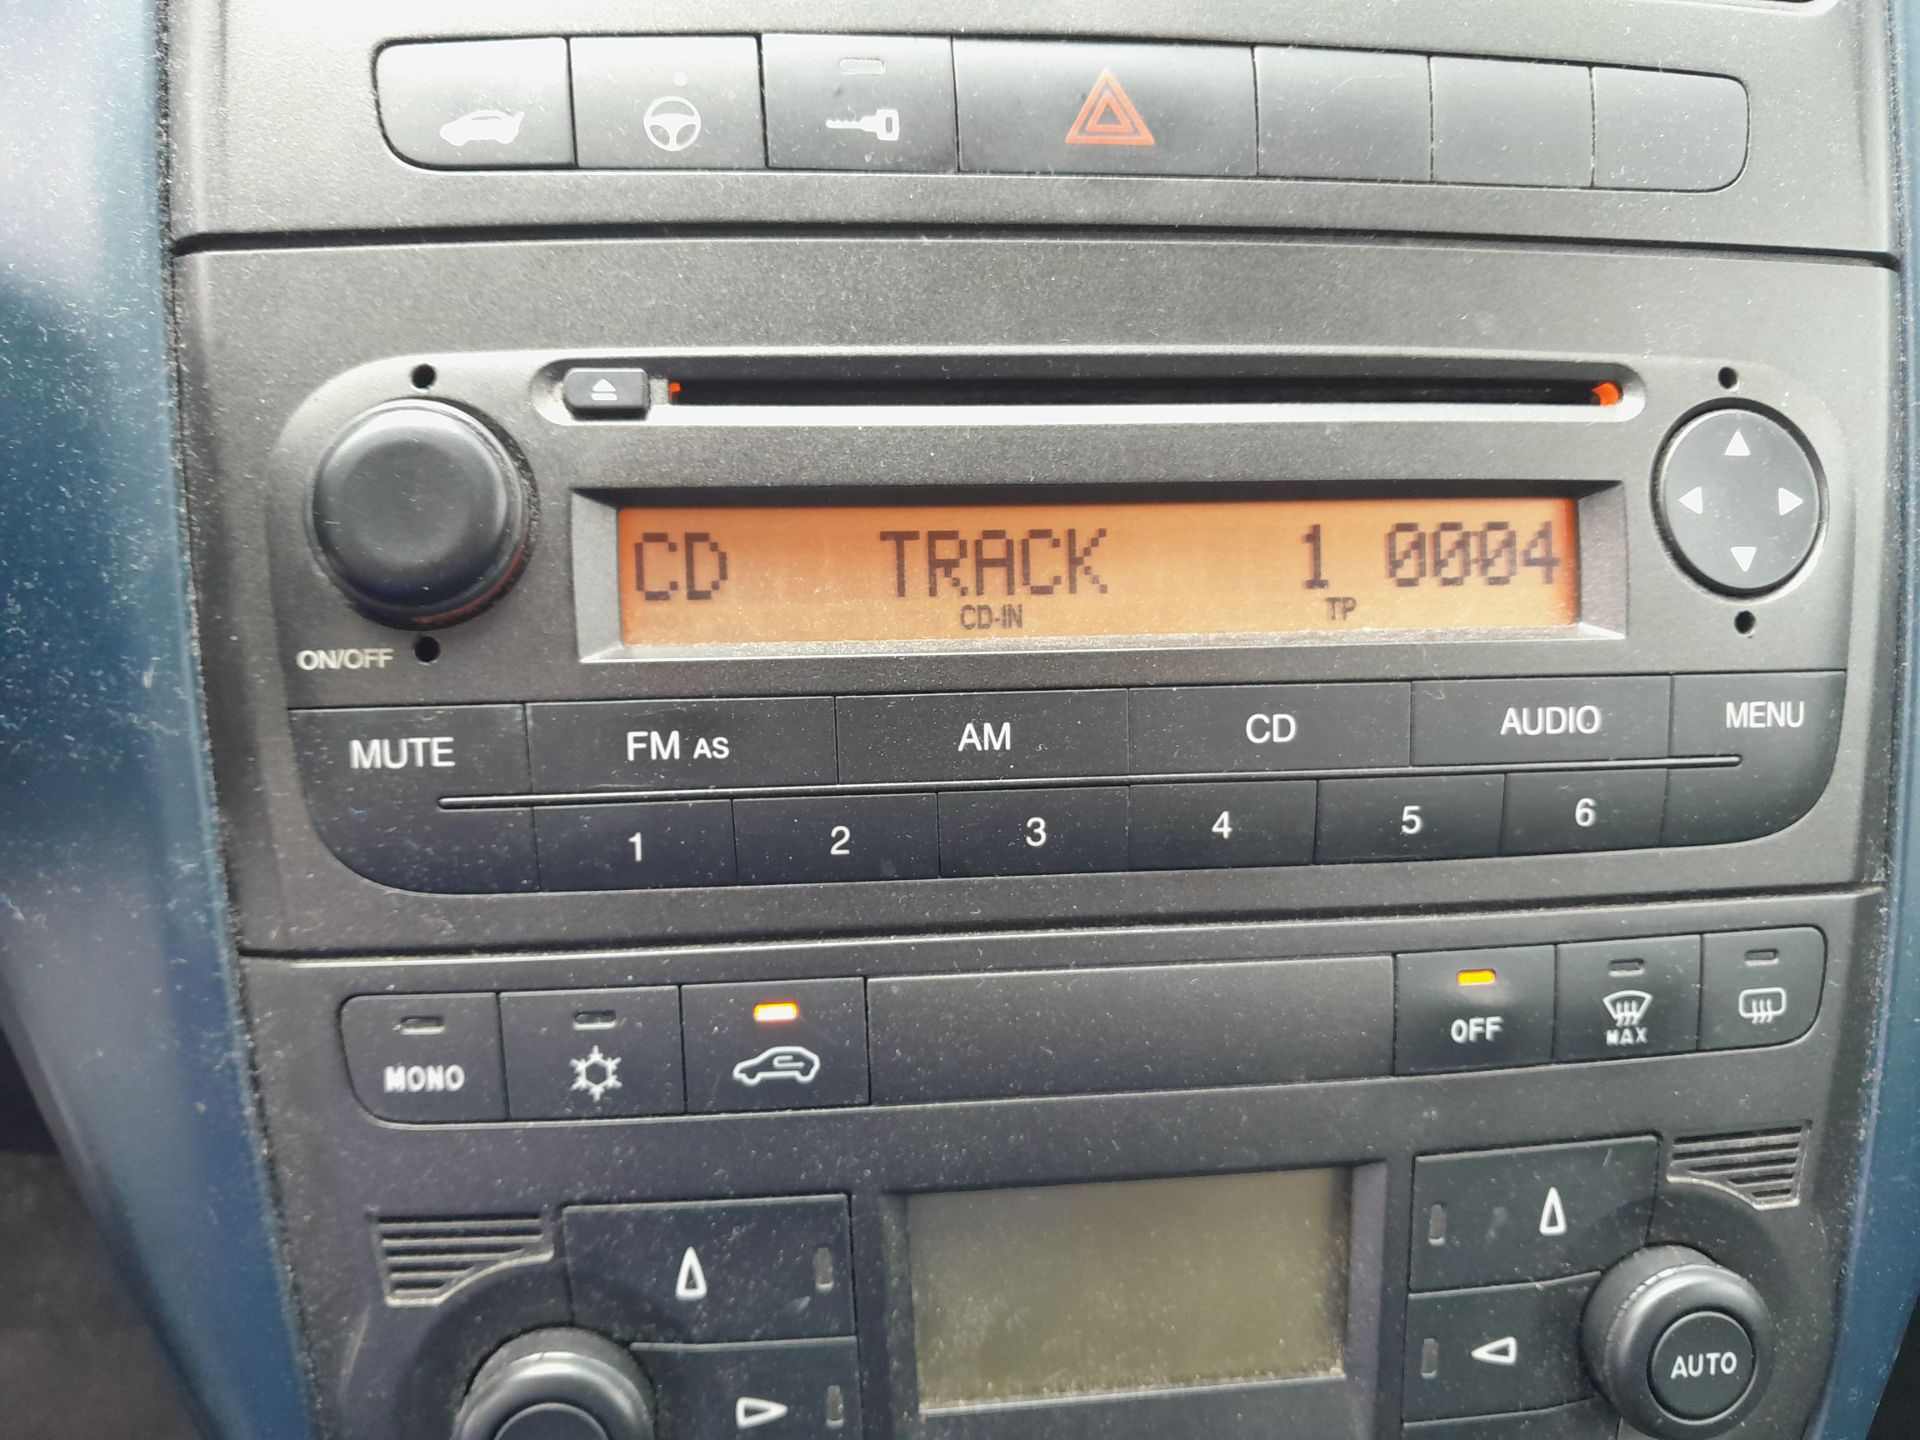 CD TRACK 1 0004
CD-IN TP
ON/OFF
MUTE FM AS AM CD AUDIO MENU
1 2 3 4 5 6
MONO OFF MAX
AUTO